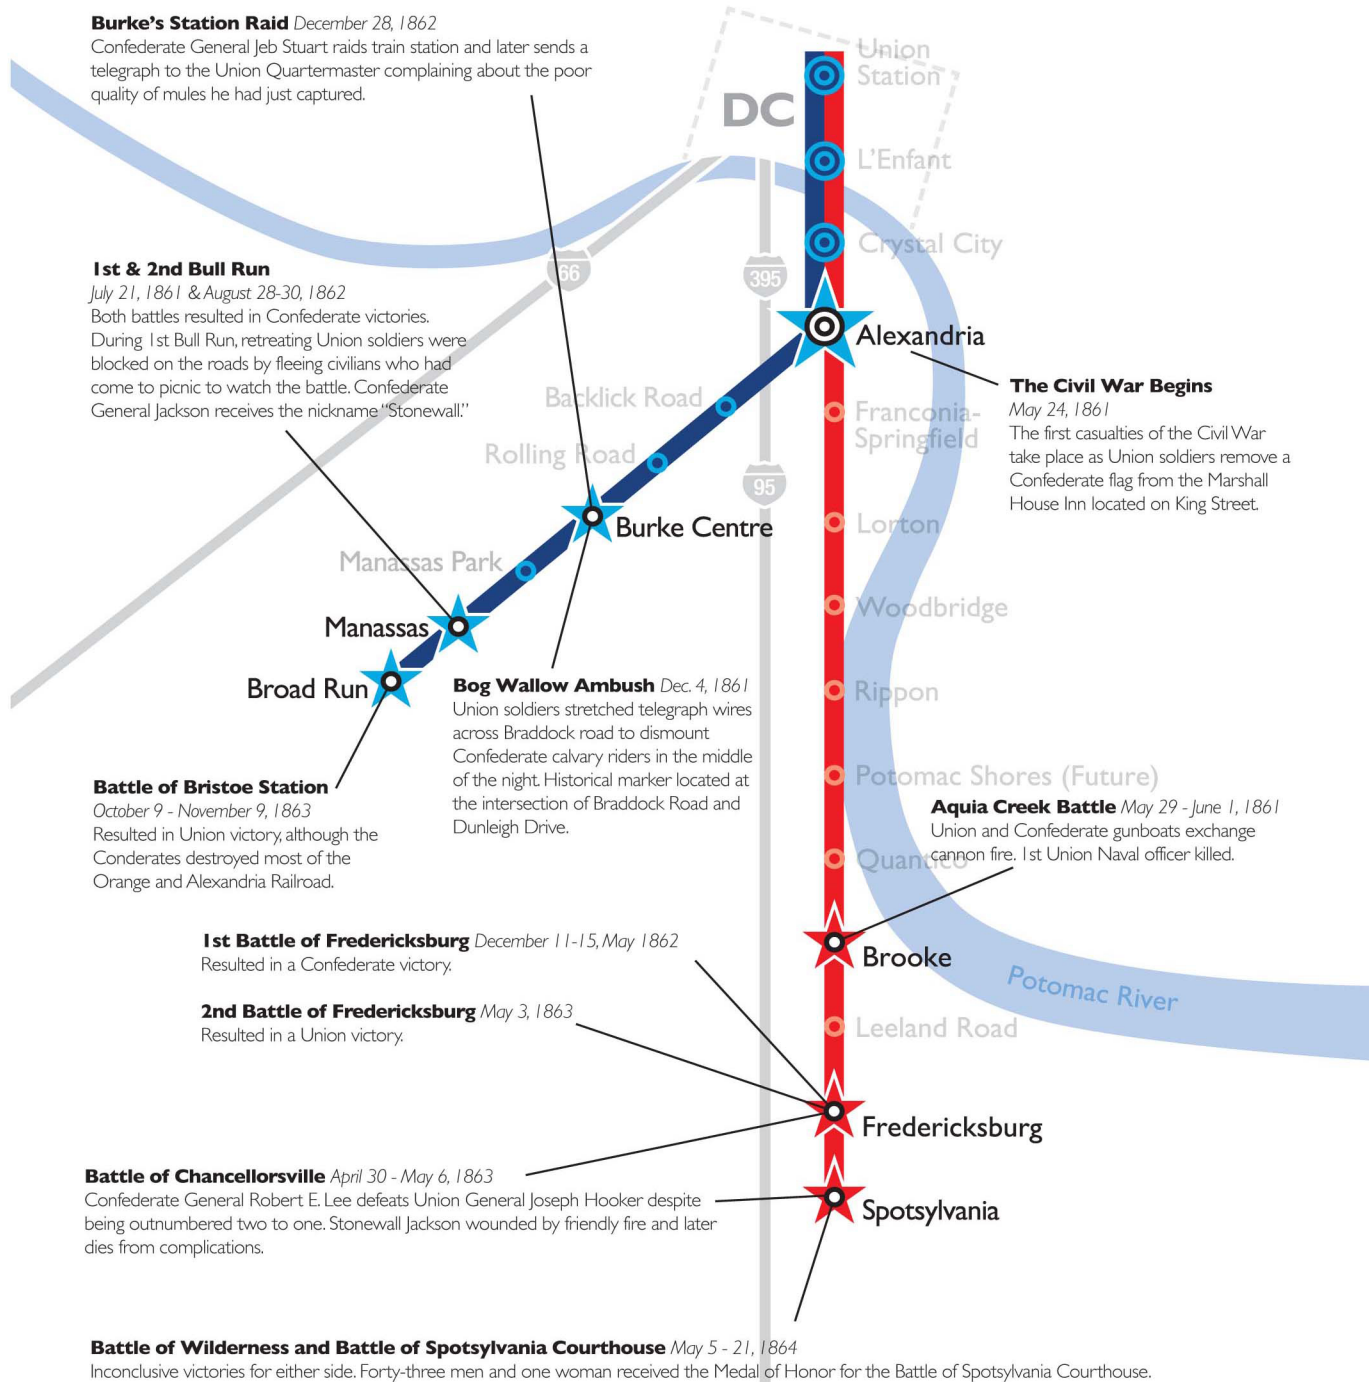 Burke's Station Raid December 28, 1862
Confederate General Jeb Stuart raids train station and later sends a
telegraph to the Union Quartermaster complaining about the poor
quality of mules he had just captured.
Union
Station
DC
L'Enfant
Crystal City
66
395
1st & 2nd Bull Run
July 21, 1861 & August 28-30, 1862
Both battles resulted in Confederate victories.
During 1st Bull Run, retreating Union soldiers were
blocked on the roads by fleeing civilians who had
come to picnic to watch the battle. Confederate
General Jackson receives the nickname "Stonewall."
Alexandria
The Civil War Begins
May 24, 1861
The first casualties of the Civil War
take place as Union soldiers remove a
Confederate flag from the Marshall
House Inn located on King Street.
Backlick Road
Franconia-
Springfield
Rolling Road
95
Burke Centre
Lorton
Manassas Park
Woodbridge
Manassas
Broad Run
Rippon
Bog Wallow Ambush Dec. 4, 1861
Union soldiers stretched telegraph wires
across Braddock road to dismount
Confederate calvary riders in the middle
of the night. Historical marker located at
the intersection of Braddock Road and
Dunleigh Drive.
Battle of Bristoe Station
October 9 - November 9, 1863
Resulted in Union victory, although the
Conderates destroyed most of the
Orange and Alexandria Railroad.
Potomac Shores (Future)
Aquia Creek Battle May 29 - June 1, 1861
Union and Confederate gunboats exchange
cannon fire. 1st Union Naval officer killed.
Quantico
1st Battle of Fredericksburg December 11-15, May 1862
Resulted in a Confederate victory.
Brooke
Potomac River
2nd Battle of Fredericksburg May 3, 1863
Resulted in a Union victory.
Leeland Road
Fredericksburg
Battle of Chancellorsville April 30 - May 6, 1863
Confederate General Robert E. Lee defeats Union General Joseph Hooker despite
being outnumbered two to one. Stonewall Jackson wounded by friendly fire and later
dies from complications.
Spotsylvania
Battle of Wilderness and Battle of Spotsylvania Courthouse May 5 - 21, 1864
Inconclusive victories for either side. Forty-three men and one woman received the Medal of Honor for the Battle of Spotsylvania Courthouse.